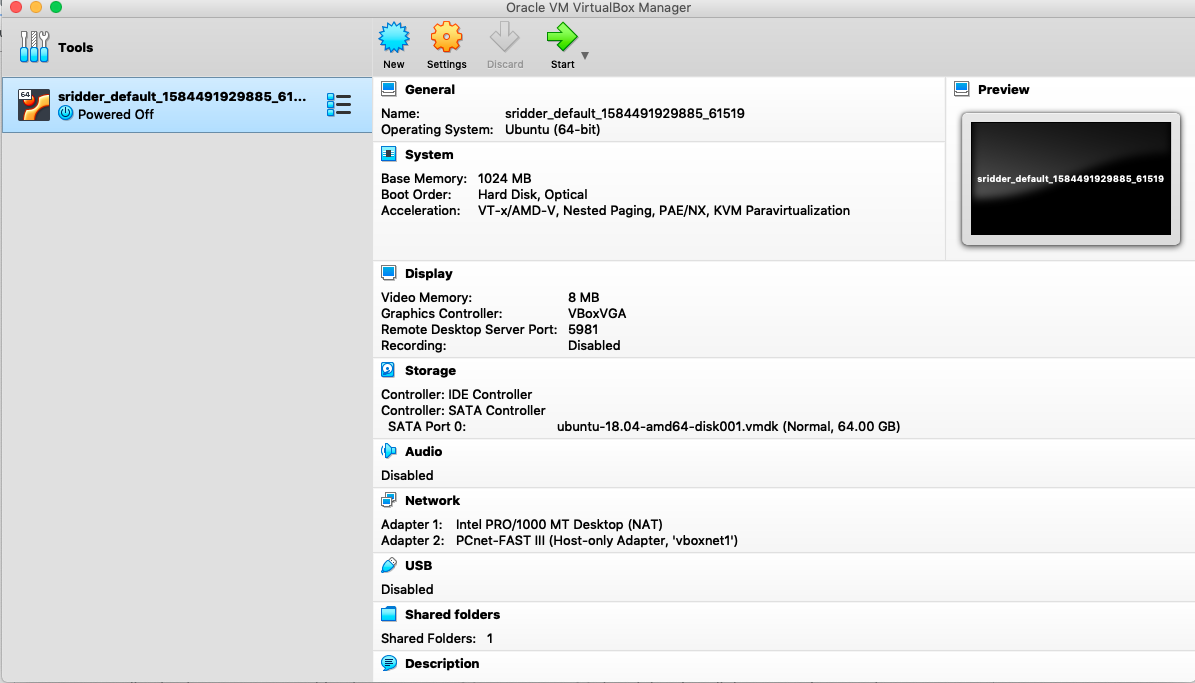 Oracle VM VirtualBox Manager
Tools
New
Settings
Discard
Start
64
sridder_default_1584491929885_61...
Powered Off
General
Name: sridder_default_1584491929885_61519
Operating System: Ubuntu (64-bit)
System
Base Memory: 1024 MB
Boot Order: Hard Disk, Optical
Acceleration: VT-x/AMD-V, Nested Paging, PAE/NX, KVM Paravirtualization
Preview
sridder_default_1584491929885_61519
Display
Video Memory: 8 MB
Graphics Controller: VBoxVGA
Remote Desktop Server Port: 5981
Recording: Disabled
Storage
Controller: IDE Controller
Controller: SATA Controller
SATA Port 0: ubuntu-18.04-amd64-disk001.vmdk (Normal, 64.00 GB)
Audio
Disabled
Network
Adapter 1: Intel PRO/1000 MT Desktop (NAT)
Adapter 2: PCnet-FAST III (Host-only Adapter, 'vboxnet1')
USB
Disabled
Shared folders
Shared Folders: 1
Description